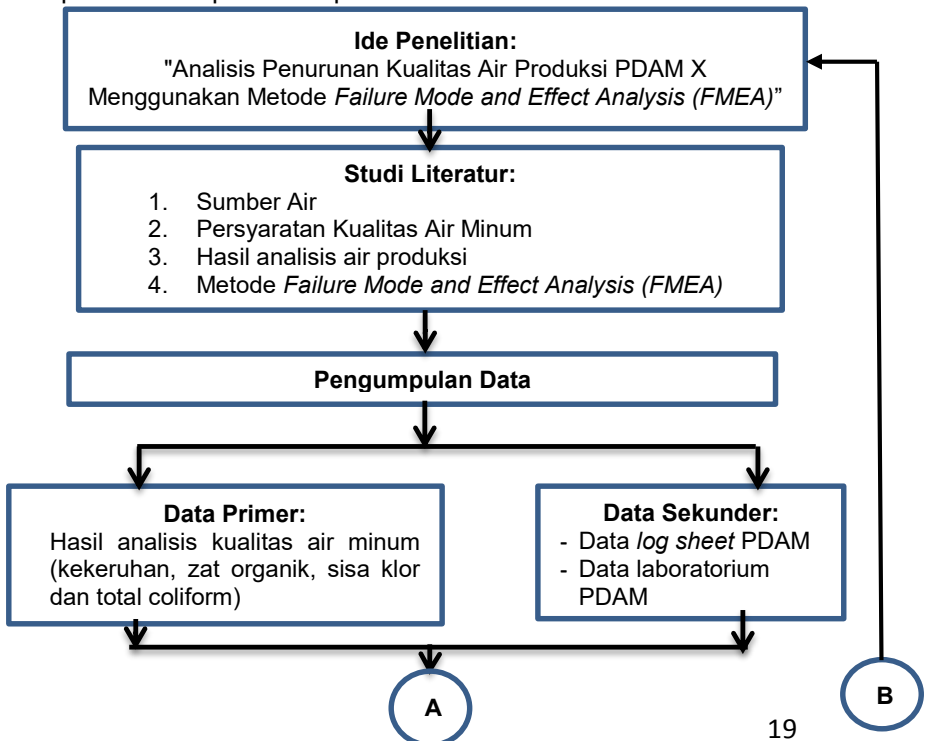 Ide Penelitian:
"Analisis Penurunan Kualitas Air Produksi PDAM X
Menggunakan Metode Failure Mode and Effect Analysis (FMEA)”
Studi Literatur:
1. Sumber Air
2. Persyaratan Kualitas Air Minum
3. Hasil analisis air produksi
4. Metode Failure Mode and Effect Analysis (FMEA)
Pengumpulan Data
Data Primer:
Hasil analisis kualitas air minum
(kekeruhan, zat organik, sisa klor
dan total coliform)
Data Sekunder:
- Data log sheet PDAM
- Data laboratorium
PDAM
A
B
19